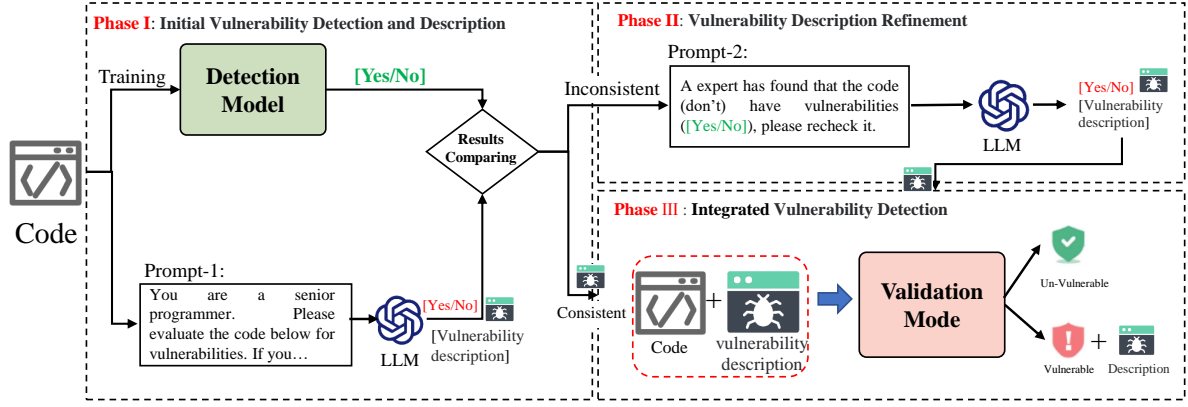 Phase I: Initial Vulnerability Detection and Description
Training
Detection
Model
[Yes/No]
Results
Comparing
Code
Prompt-1:
You are a senior
programmer. Please
evaluate the code below for
vulnerabilities. If you…
LLM
[Yes/No]
[Vulnerability
description]
Inconsistent
Consistent
Phase II: Vulnerability Description Refinement
Prompt-2:
A expert has found that the code
(don't) have vulnerabilities
([Yes/No]), please recheck it.
LLM
[Yes/No]
[Vulnerability
description]
Phase III : Integrated Vulnerability Detection
Code
+
vulnerability
description
Validation
Mode
Un-Vulnerable
Vulnerable
+
Description